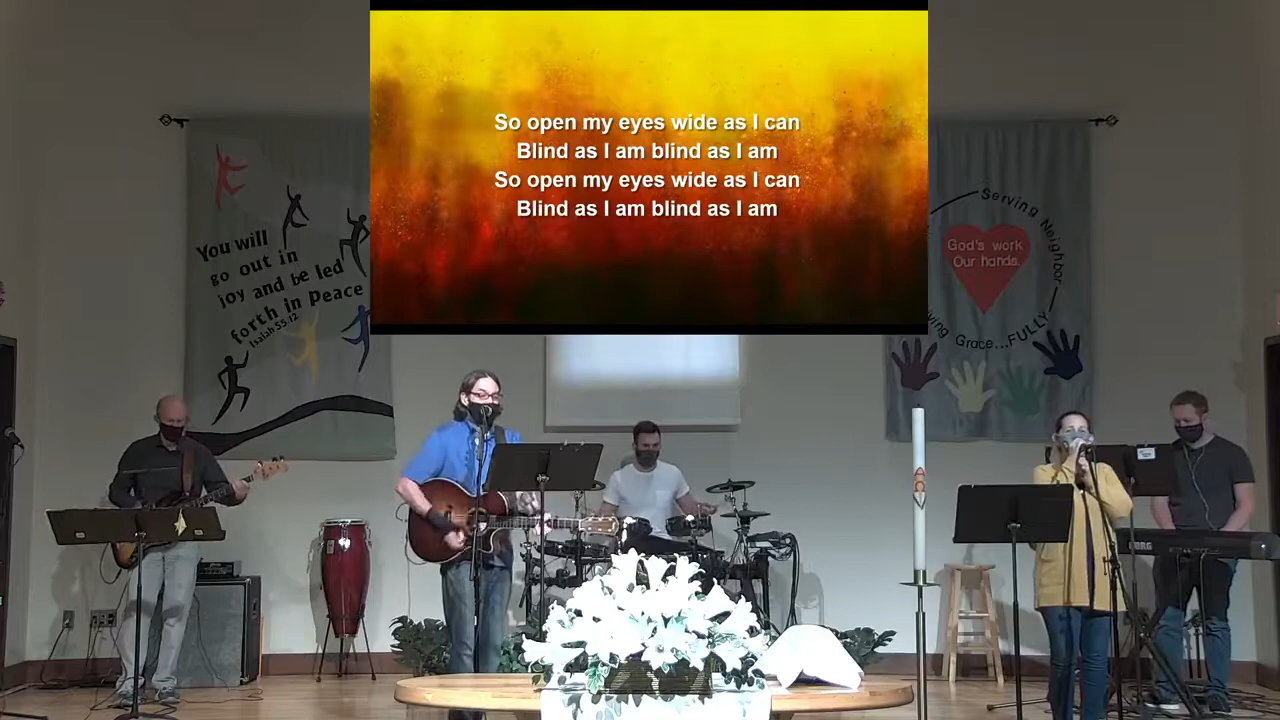 So open my eyes wide as I can
Blind as I am blind as I am
So open my eyes wide as I can
Blind as I am blind as I am
You will
go out in
joy and be led
forth in Peace
Isaiah 55:12
Serving Neighbor
God's work
Our hands.
Grace...FULLY
KORG